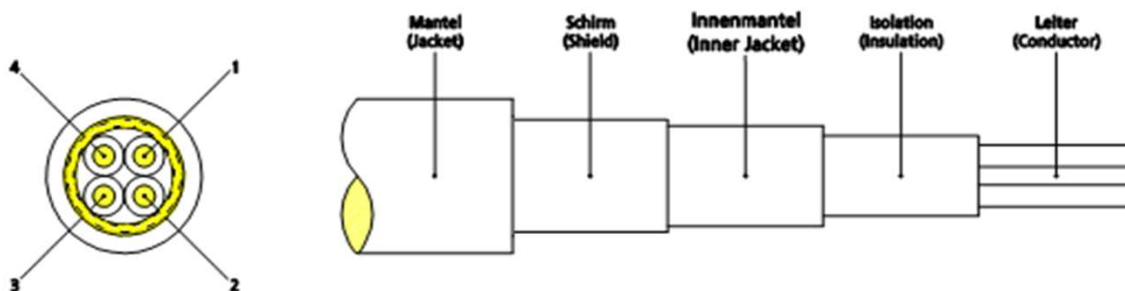 4
1
3
2
Mantel
(Jacket)
Schirm
(Shield)
Innenmantel
(Inner Jacket)
Isolation
(Insulation)
Leiter
(Conductor)